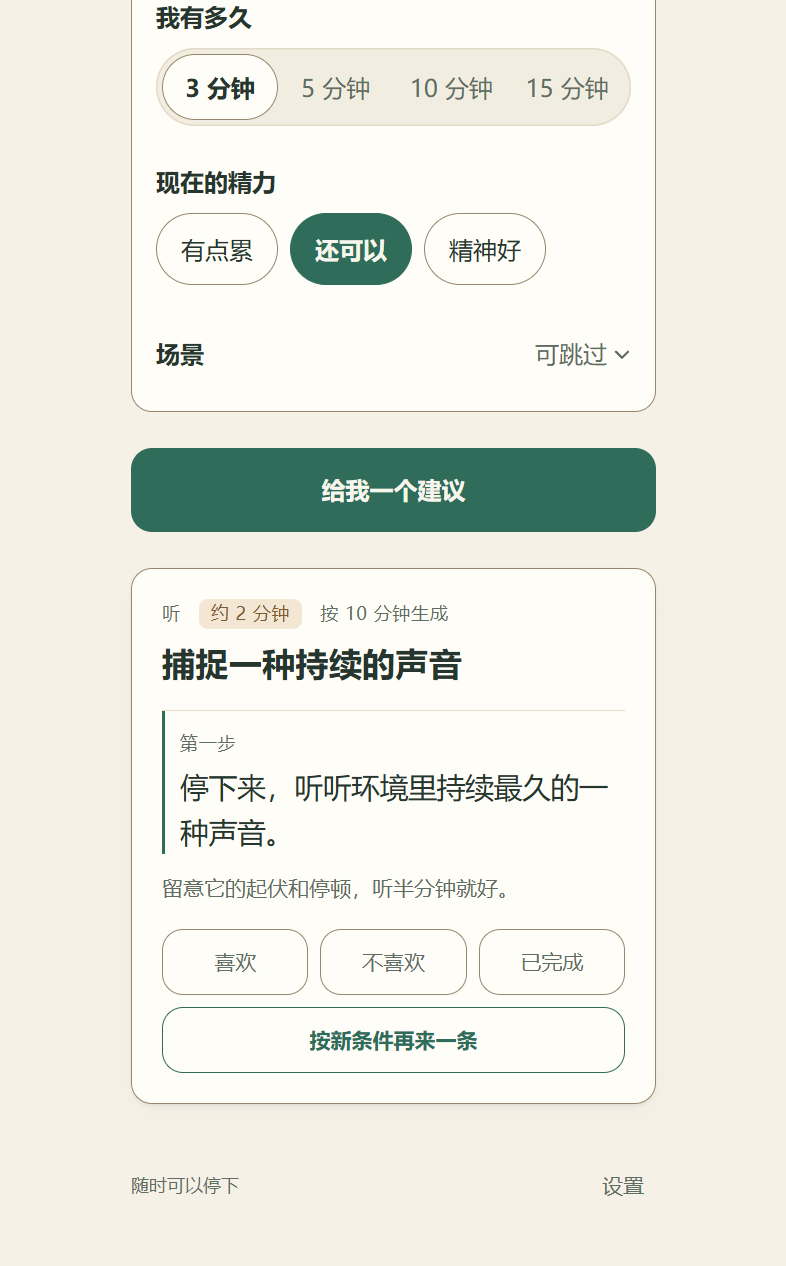 我有多久
3 分钟 5 分钟 10 分钟 15 分钟
现在的精力
有点累 还可以 精神好
场景 可跳过
给我一个建议
听 约 2 分钟 按 10 分钟生成
捕捉一种持续的声音
第一步
停下来，听听环境里持续最久的一
种声音。
留意它的起伏和停顿，听半分钟就好。
喜欢 不喜欢 已完成
按新条件再来一条
随时可以停下 设置